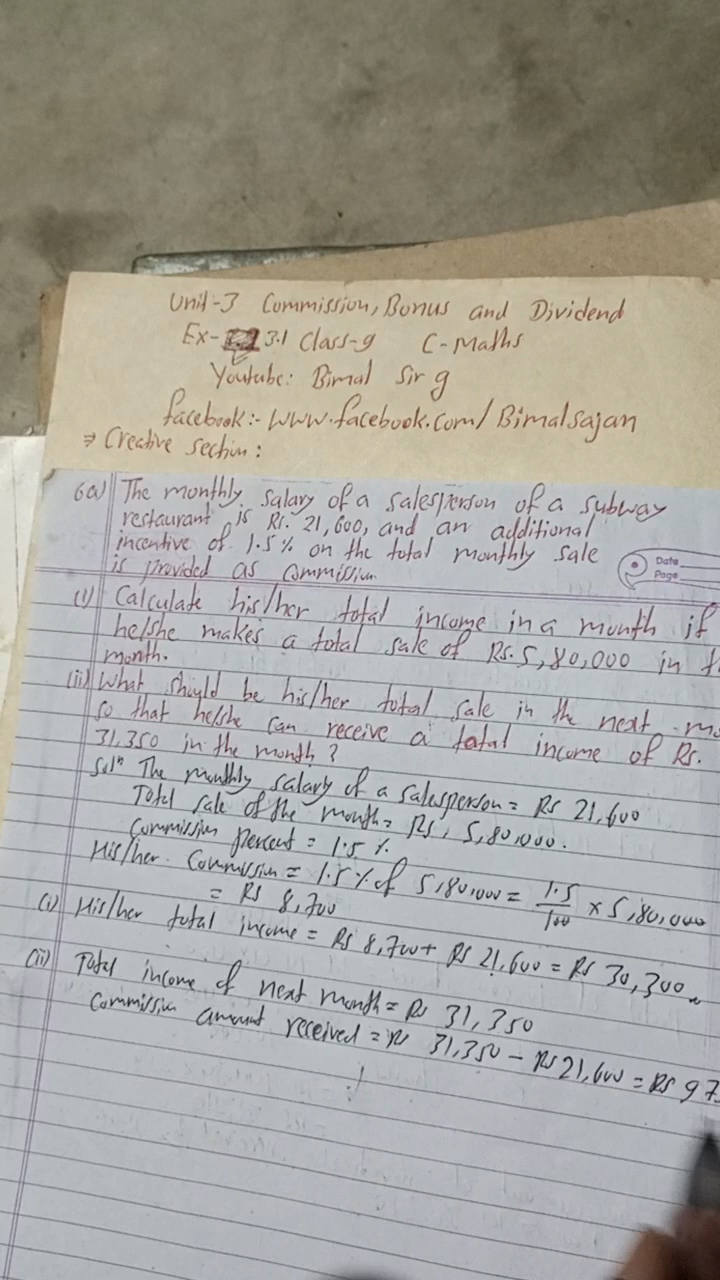 Unit-3 Commission, Bonus and Dividend
Ex- 3.1 Class-9 C-Maths
Youtube: Bimal Sir g
facebook:- www.facebook.com/Bimalsajan
⇒ Creative section:
6a) The monthly salary of a salesperson of a subway
restaurant is Rs. 21,600, and an additional
incentive of 1.5% on the total monthly sale
is provided as commission
Date
Page
(i) Calculate his/her total income in a month if
he/she makes a total sale of Rs. 5,80,000 in
month.
(ii) What should be his/her total sale in the next
so that he/she can receive a total income of Rs.
31,350 in the month?
Solⁿ The monthly salary of a salesperson = Rs 21,600
Total sale of the month = Rs. 5,80,000.
Commission percent = 1.5 %.
His/her Commission = 1.5 % of 5,80,000 = 1.5/100 × 5,80,000
= Rs 8,700
(i) His/her total income = Rs 8,700 + Rs 21,600 = Rs 30,300
(ii) Total income of next month = Rs 31,350
Commission amount received = Rs 31,350 - Rs 21,600 = Rs 97